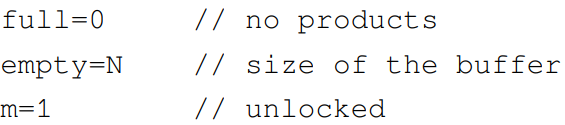 full=0 // no products
empty=N // size of the buffer
m=1 // unlocked